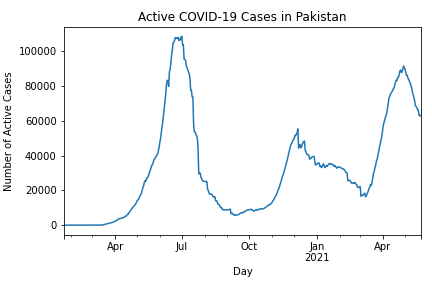 Active COVID-19 Cases in Pakistan
Number of Active Cases
100000
80000
60000
40000
20000
0
Apr
Jul
Oct
Jan
2021
Apr
Day